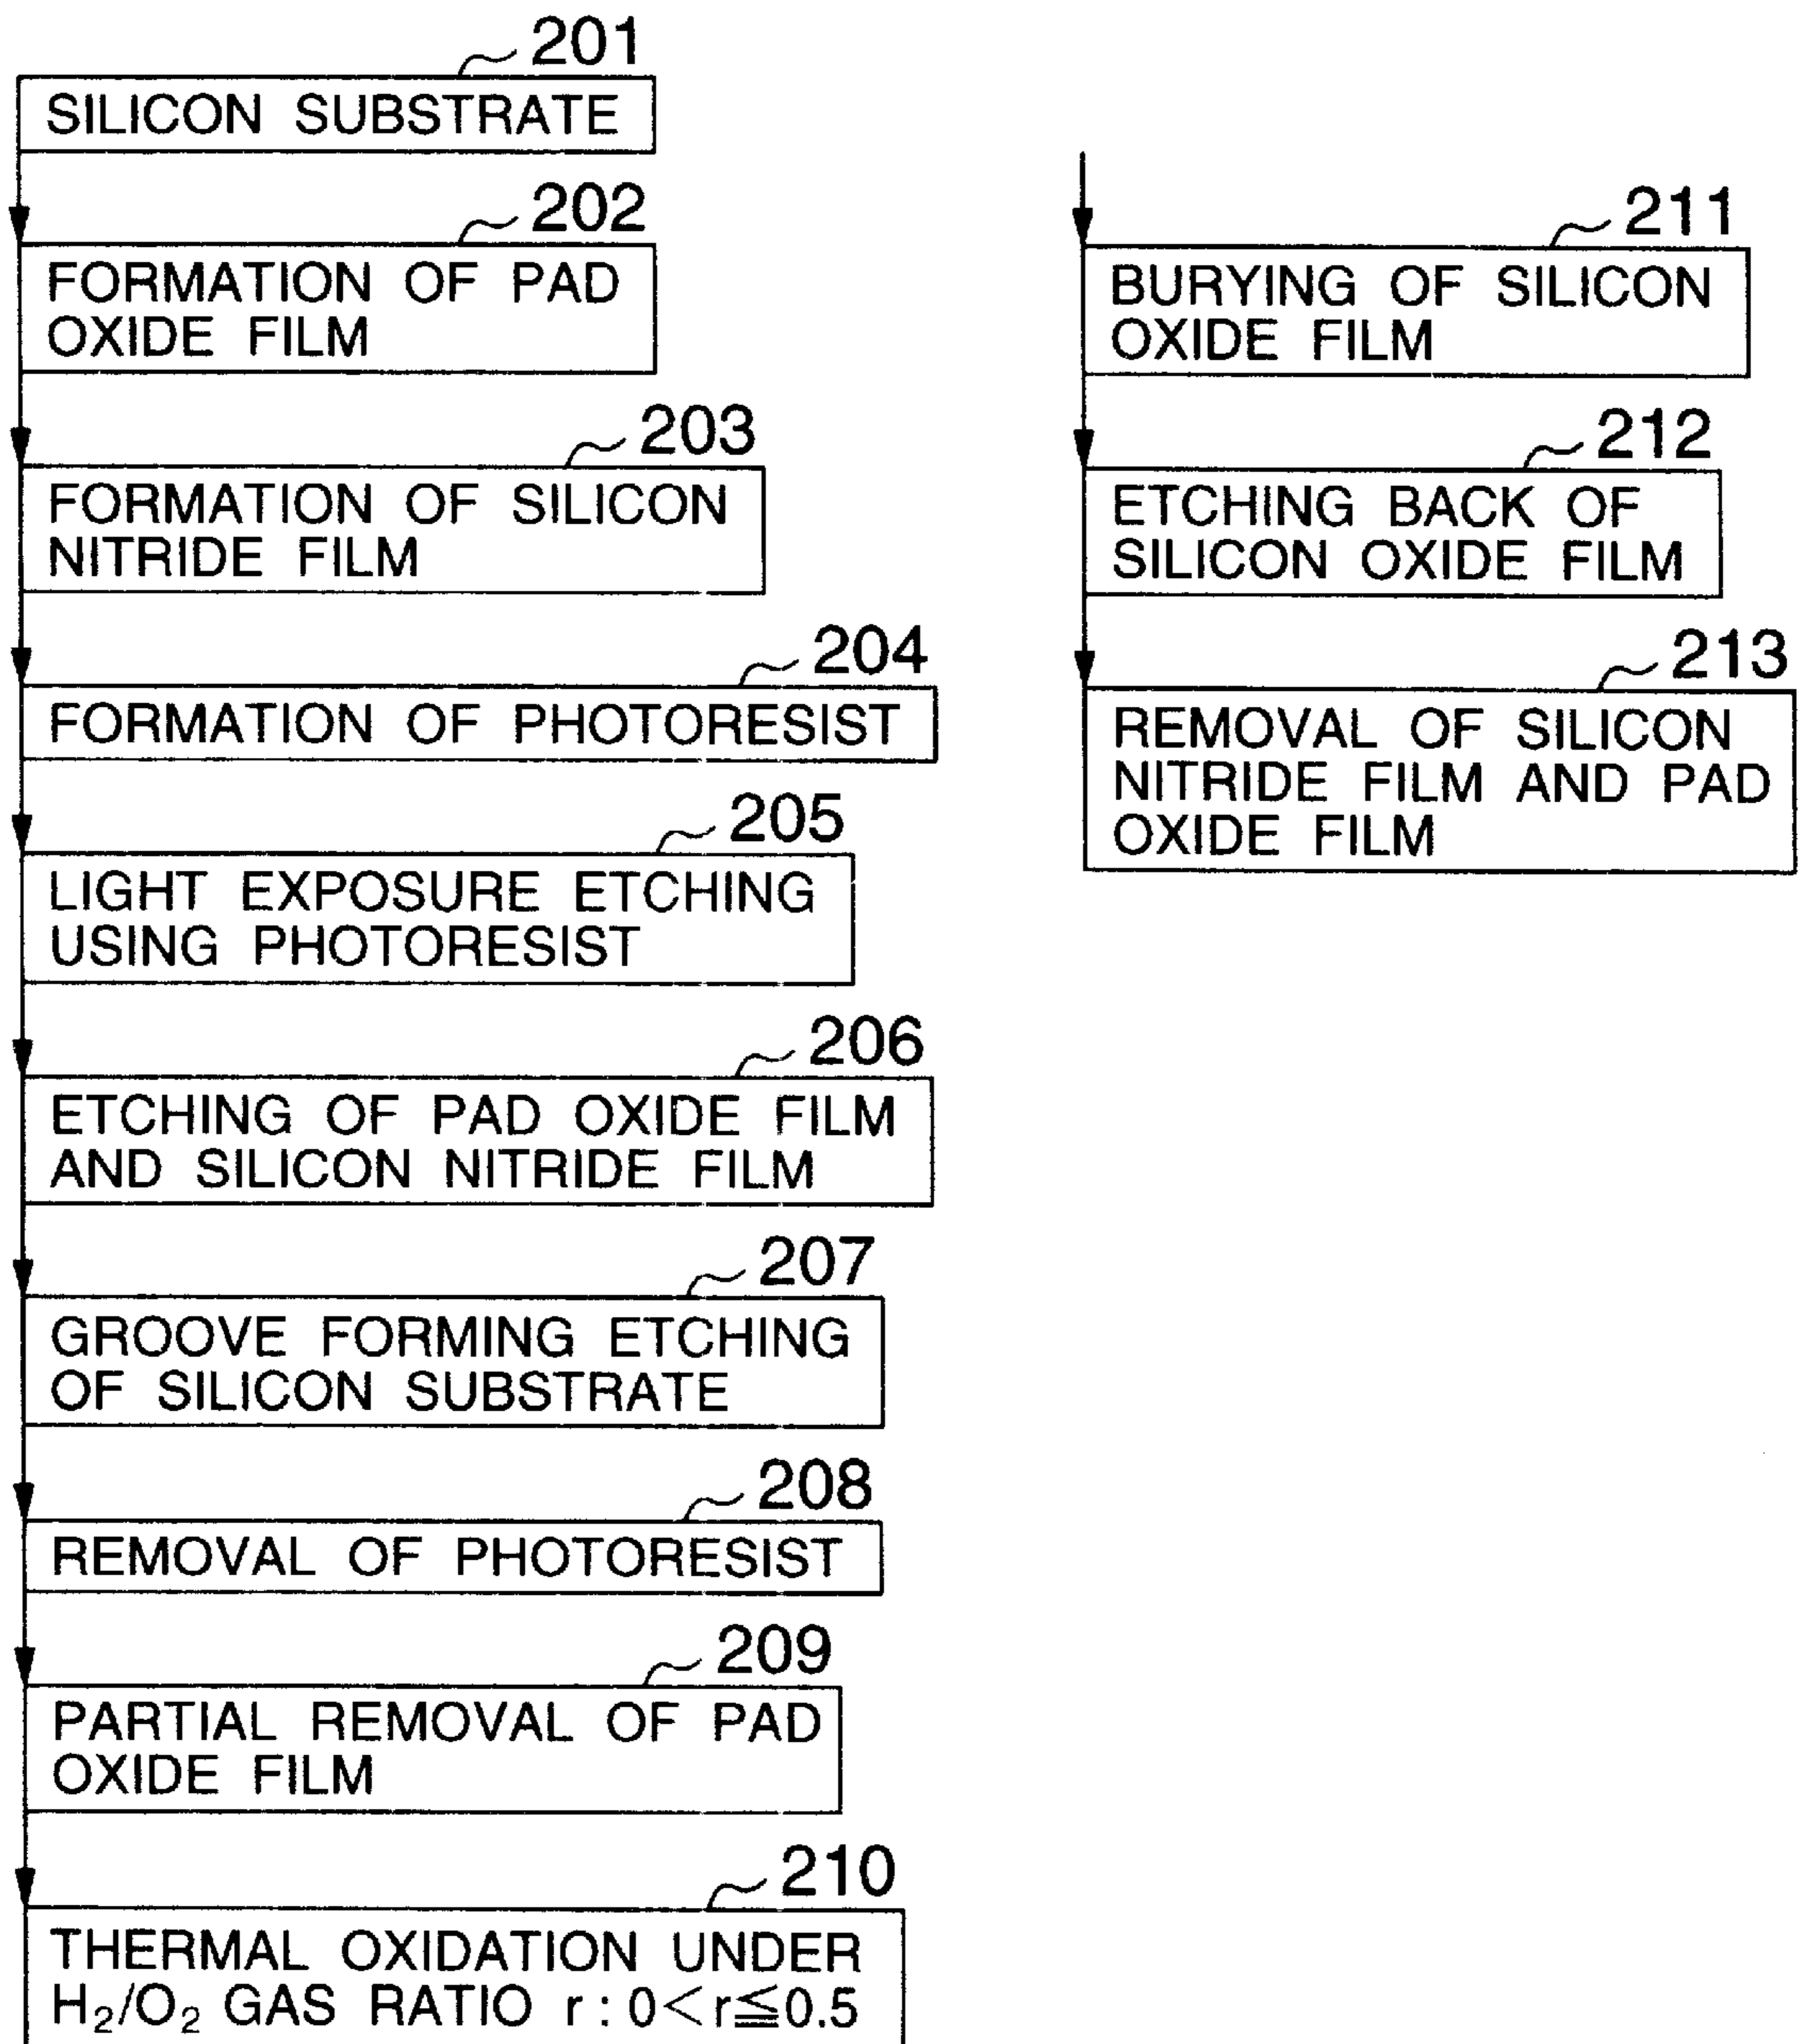 201
SILICON SUBSTRATE
202
FORMATION OF PAD
OXIDE FILM
203
FORMATION OF SILICON
NITRIDE FILM
204
FORMATION OF PHOTORESIST
205
LIGHT EXPOSURE ETCHING
USING PHOTORESIST
206
ETCHING OF PAD OXIDE FILM
AND SILICON NITRIDE FILM
207
GROOVE FORMING ETCHING
OF SILICON SUBSTRATE
208
REMOVAL OF PHOTORESIST
209
PARTIAL REMOVAL OF PAD
OXIDE FILM
210
THERMAL OXIDATION UNDER
H₂/O₂ GAS RATIO r : 0<r≦0.5
211
BURYING OF SILICON
OXIDE FILM
212
ETCHING BACK OF
SILICON OXIDE FILM
213
REMOVAL OF SILICON
NITRIDE FILM AND PAD
OXIDE FILM